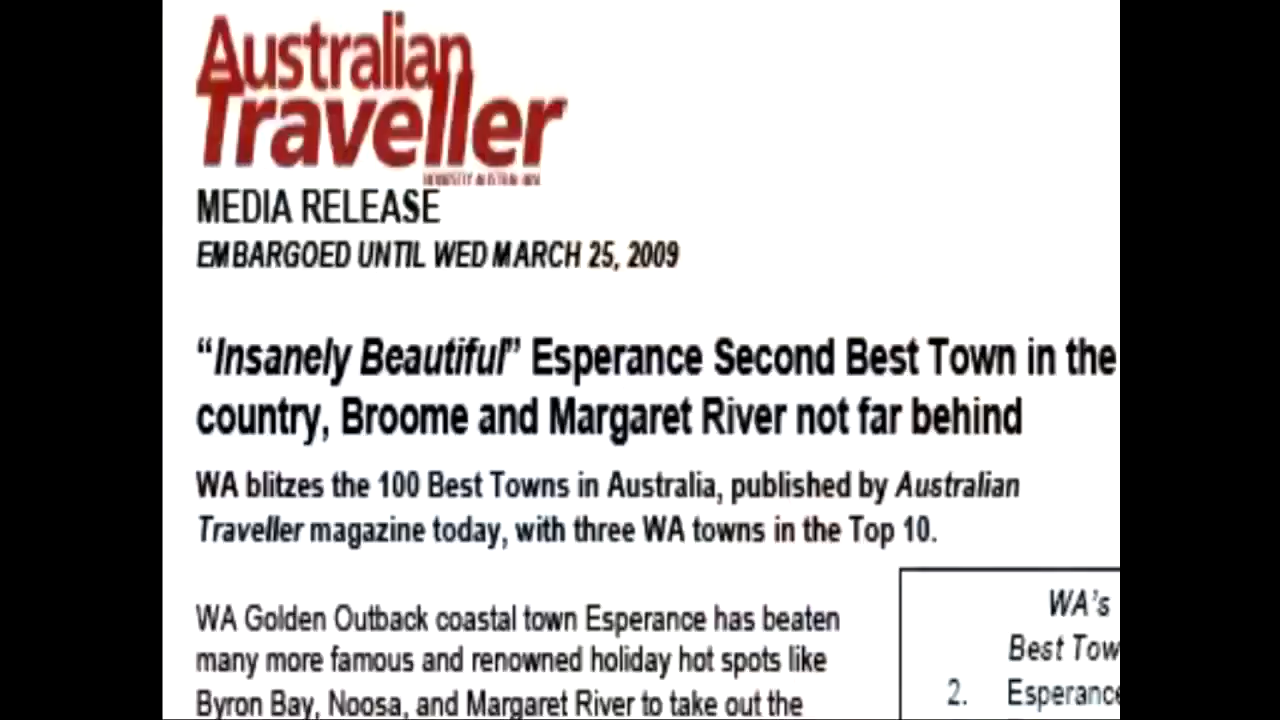 Australian
Traveller
MEDIA RELEASE
EMBARGOED UNTIL WED MARCH 25, 2009
“Insanely Beautiful” Esperance Second Best Town in the
country, Broome and Margaret River not far behind
WA blitzes the 100 Best Towns in Australia, published by Australian
Traveller magazine today, with three WA towns in the Top 10.
WA Golden Outback coastal town Esperance has beaten
many more famous and renowned holiday hot spots like
Byron Bay, Noosa, and Margaret River to take out the
WA’s
Best Tow
2. Esperance